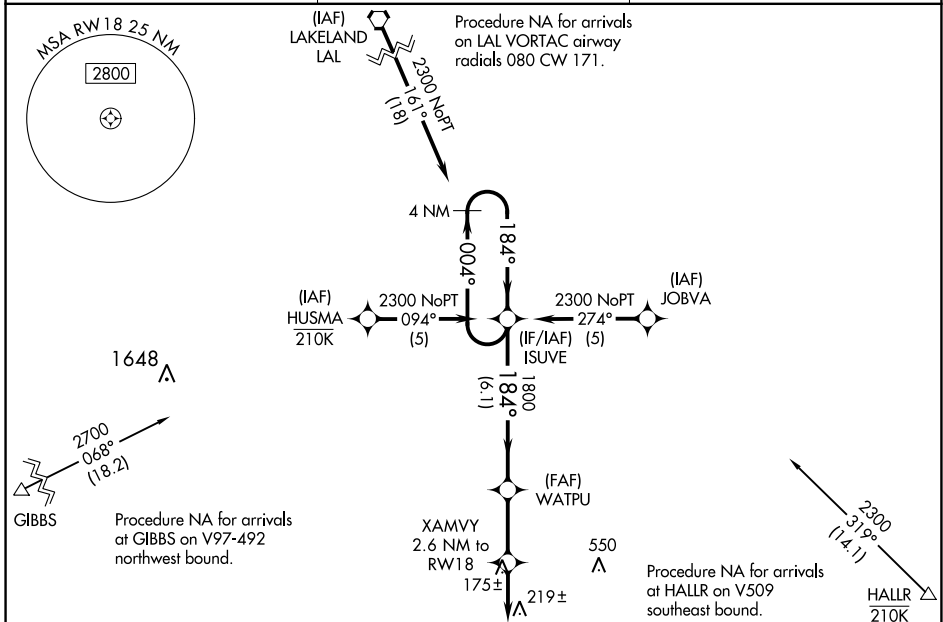 MSA RW18 25 NM
2800
(IAF)
LAKELAND
LAL
Procedure NA for arrivals
on LAL VORTAC airway
radials 080 CW 171.
2300 NoPT
161°
(18)
4 NM
004°
184°
(IAF)
HUSMA
210K
2300 NoPT
094°
(5)
(IAF)
JOBVA
2300 NoPT
274°
(5)
(IF/IAF)
ISUVE
1800
184°
(6.1)
1648
2700
068°
(18.2)
GIBBS
Procedure NA for arrivals
at GIBBS on V97-492
northwest bound.
(FAF)
WATPU
XAMVY
2.6 NM to
RW18
175±
219±
550
2300
319°
(14.1)
Procedure NA for arrivals
at HALLR on V509
southeast bound.
HALLR
210K